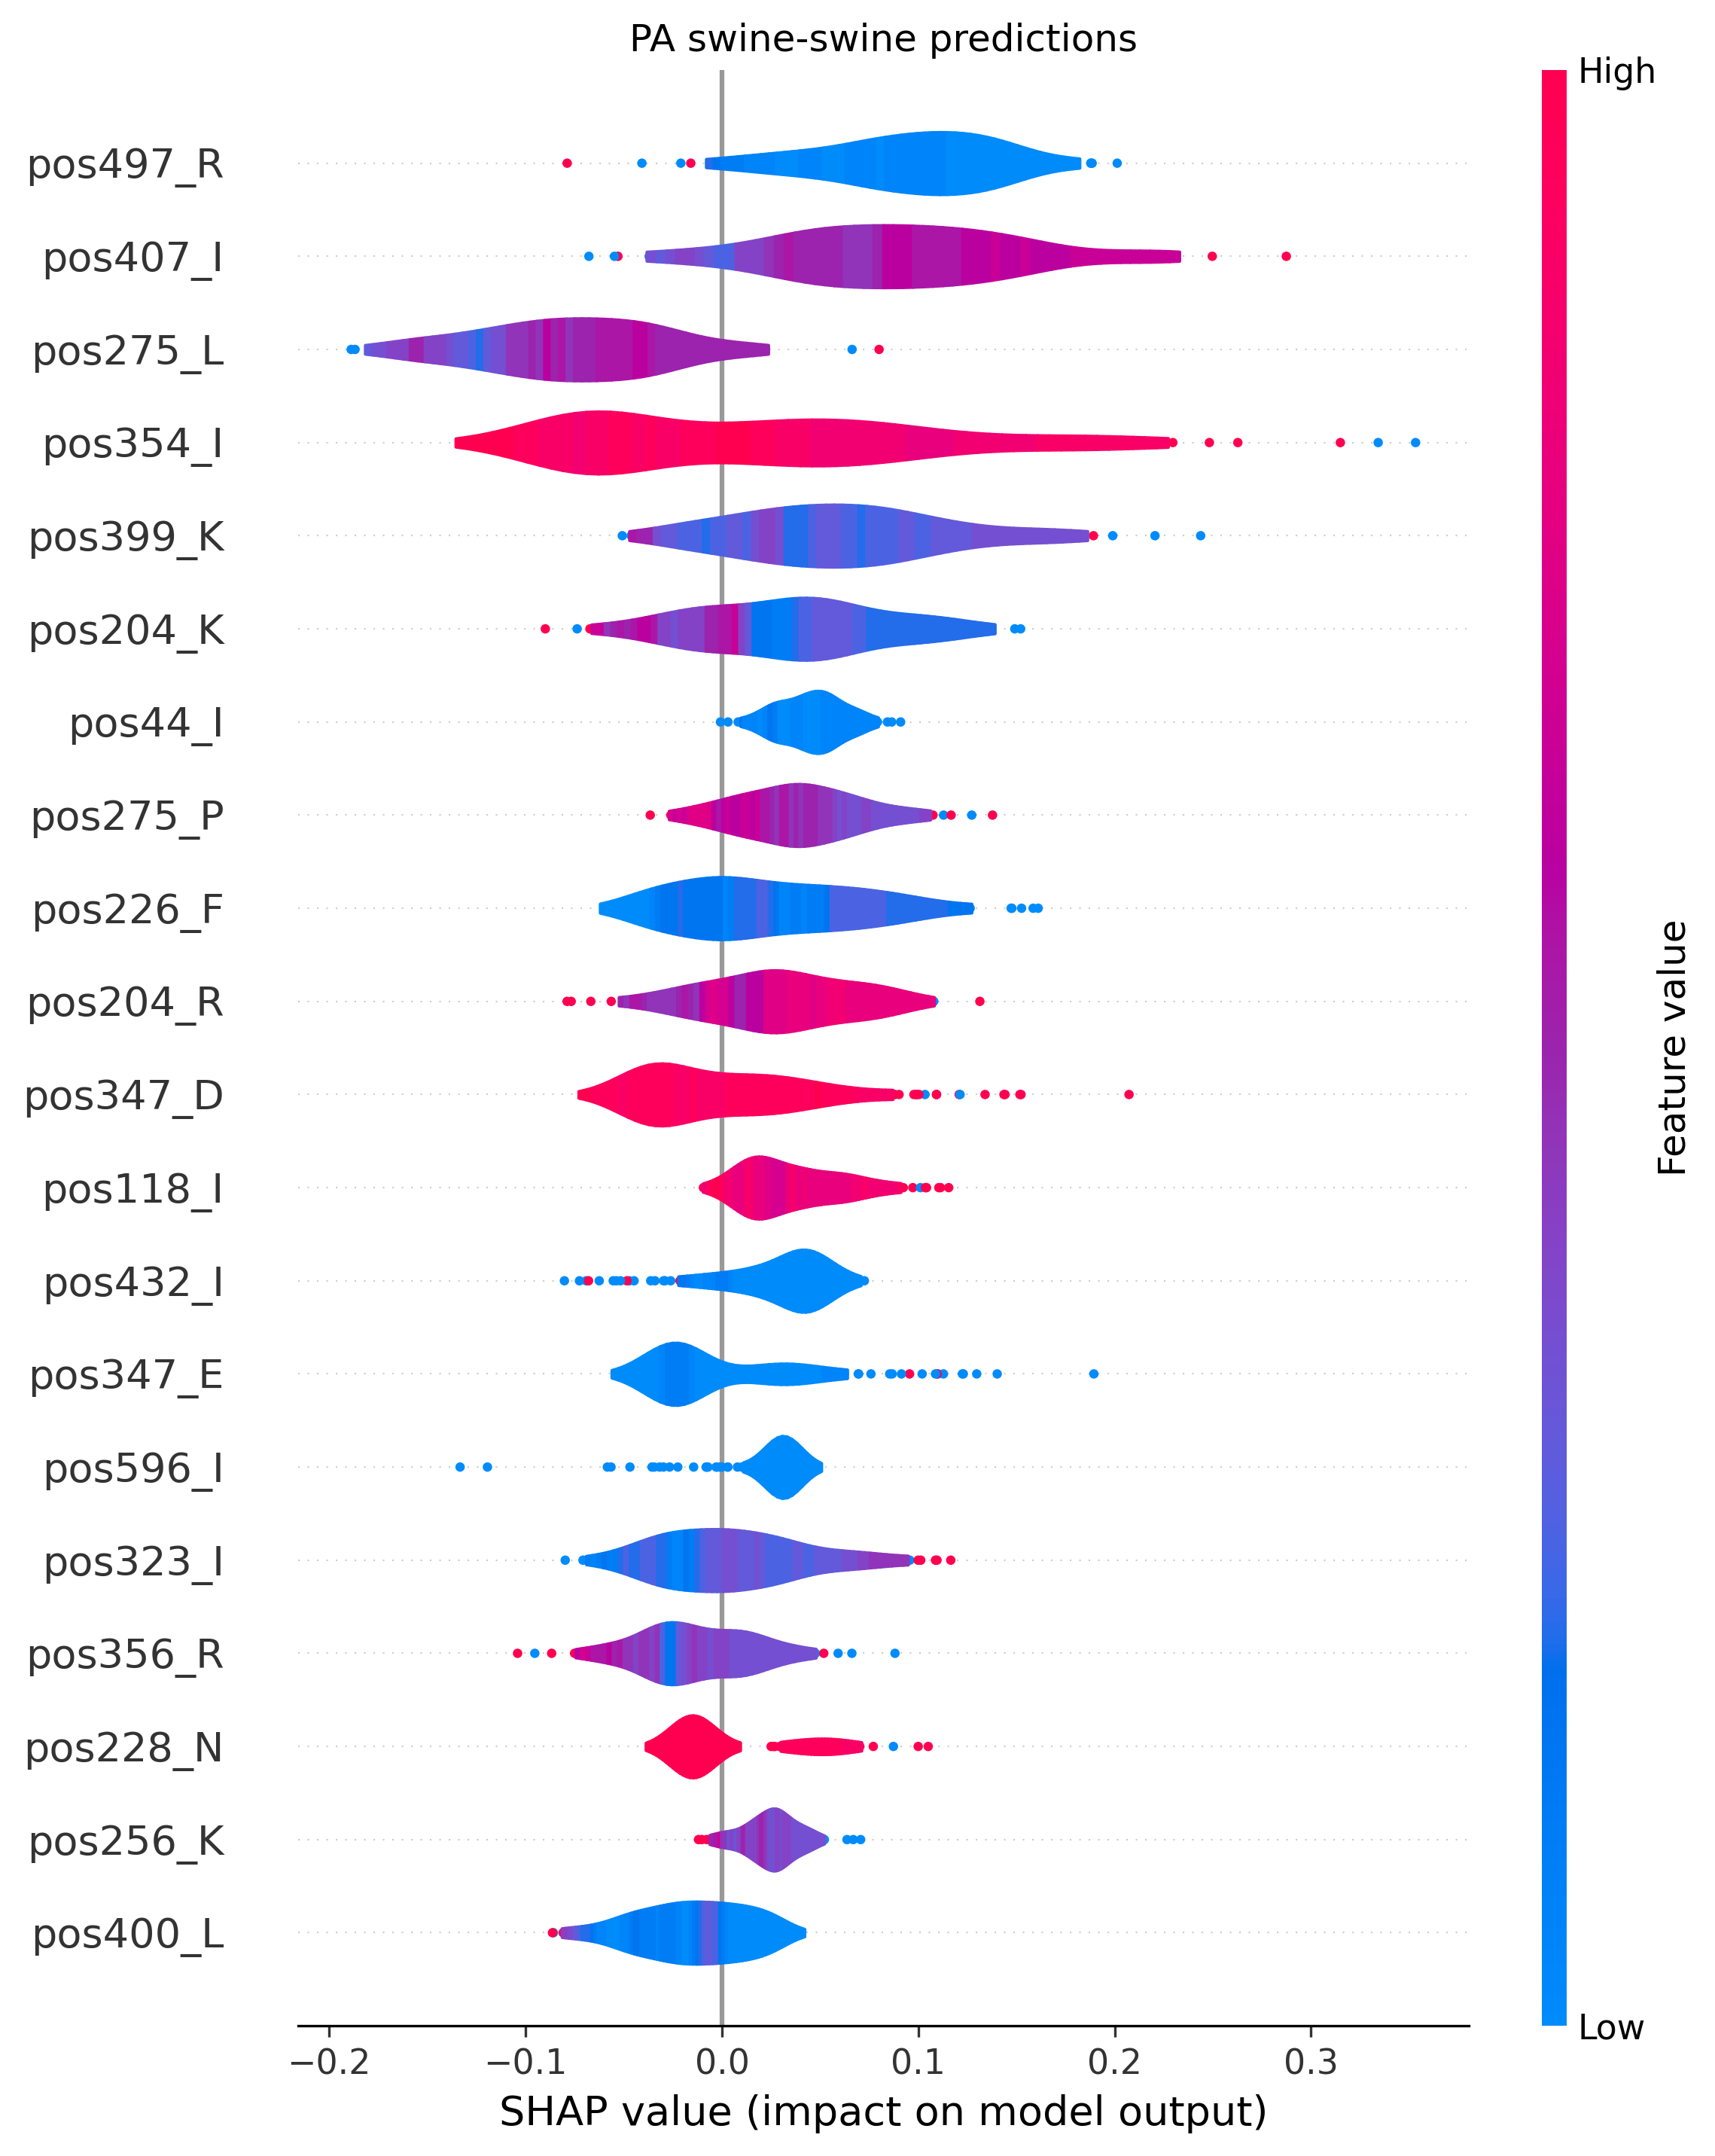 PA swine-swine predictions
High
pos497_R
pos407_I
pos275_L
pos354_I
pos399_K
pos204_K
pos44_I
pos275_P
pos226_F
pos204_R
pos347_D
pos118_I
pos432_I
pos347_E
pos596_I
pos323_I
pos356_R
pos228_N
pos256_K
pos400_L
Feature value
Low
−0.2 −0.1 0.0 0.1 0.2 0.3
SHAP value (impact on model output)